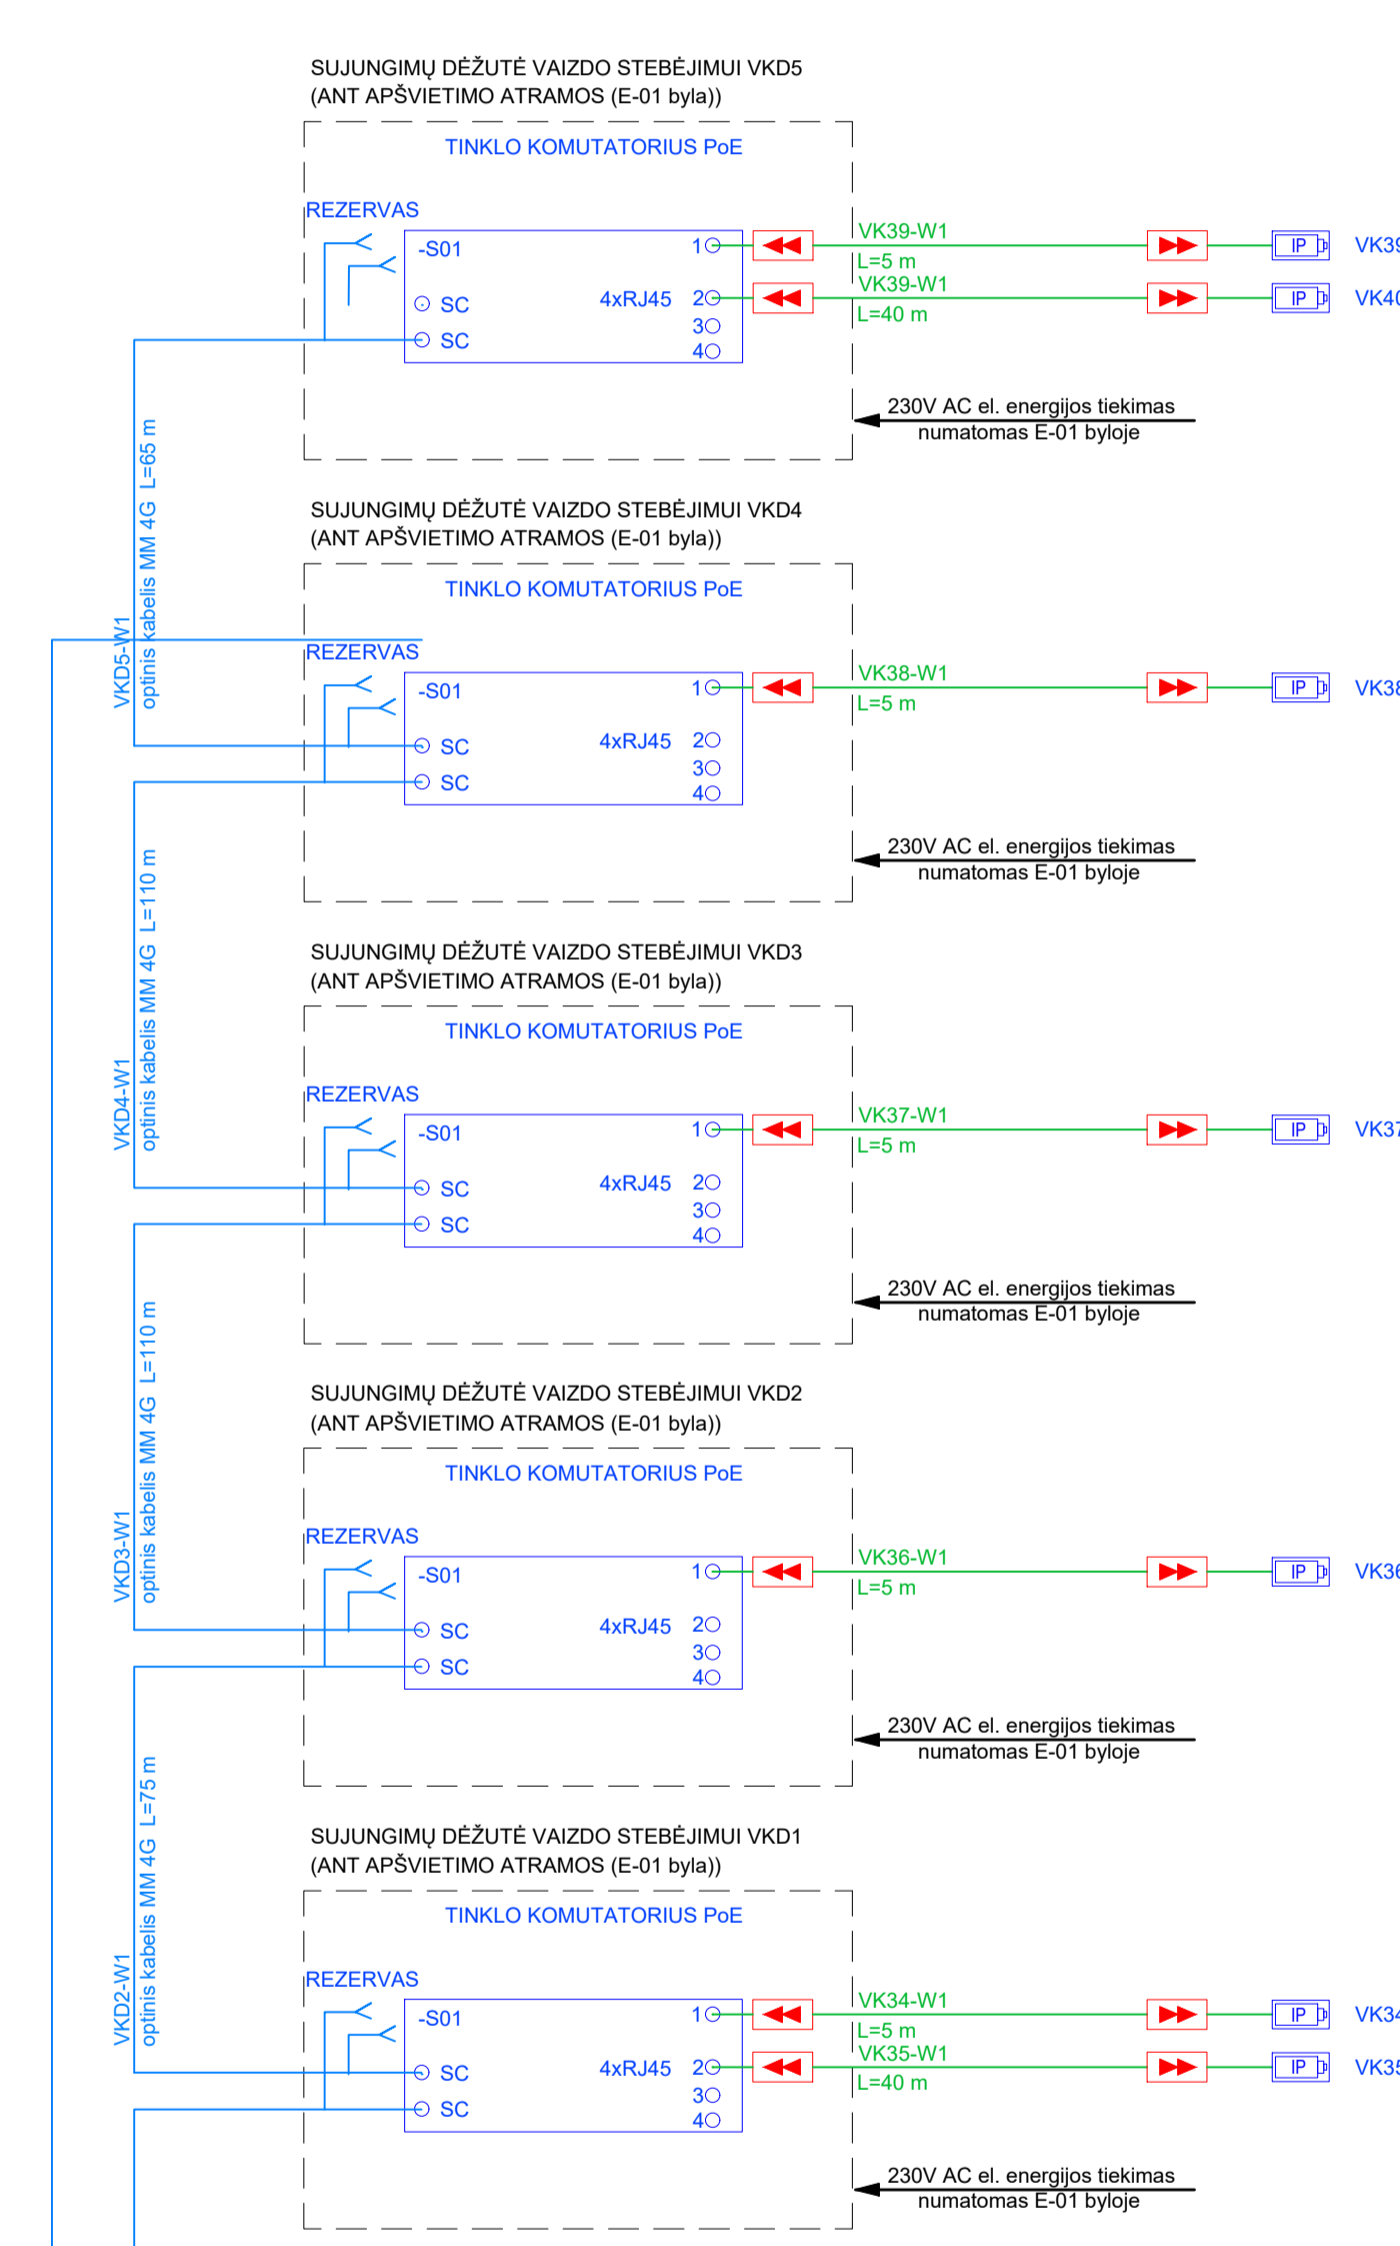 SUJUNGIMŲ DĖŽUTĖ VAIZDO STEBĖJIMUI VKD5
(ANT APŠVIETIMO ATRAMOS (E-01 byla))
TINKLO KOMUTATORIUS PoE
REZERVAS
-S01
SC
SC
4xRJ45
1
2
3
4
VK39-W1
L=5 m
VK39-W1
L=40 m
IP
VK39
IP
VK40
230V AC el. energijos tiekimas
numatomas E-01 byloje
VKD5-W1
optinis kabelis MM 4G L=65 m
SUJUNGIMŲ DĖŽUTĖ VAIZDO STEBĖJIMUI VKD4
(ANT APŠVIETIMO ATRAMOS (E-01 byla))
TINKLO KOMUTATORIUS PoE
REZERVAS
-S01
SC
SC
4xRJ45
1
2
3
4
VK38-W1
L=5 m
IP
VK38
230V AC el. energijos tiekimas
numatomas E-01 byloje
VKD4-W1
optinis kabelis MM 4G L=110 m
SUJUNGIMŲ DĖŽUTĖ VAIZDO STEBĖJIMUI VKD3
(ANT APŠVIETIMO ATRAMOS (E-01 byla))
TINKLO KOMUTATORIUS PoE
REZERVAS
-S01
SC
SC
4xRJ45
1
2
3
4
VK37-W1
L=5 m
IP
VK37
230V AC el. energijos tiekimas
numatomas E-01 byloje
VKD3-W1
optinis kabelis MM 4G L=110 m
SUJUNGIMŲ DĖŽUTĖ VAIZDO STEBĖJIMUI VKD2
(ANT APŠVIETIMO ATRAMOS (E-01 byla))
TINKLO KOMUTATORIUS PoE
REZERVAS
-S01
SC
SC
4xRJ45
1
2
3
4
VK36-W1
L=5 m
IP
VK36
230V AC el. energijos tiekimas
numatomas E-01 byloje
VKD2-W1
optinis kabelis MM 4G L=75 m
SUJUNGIMŲ DĖŽUTĖ VAIZDO STEBĖJIMUI VKD1
(ANT APŠVIETIMO ATRAMOS (E-01 byla))
TINKLO KOMUTATORIUS PoE
REZERVAS
-S01
SC
SC
4xRJ45
1
2
3
4
VK34-W1
L=5 m
VK35-W1
L=40 m
IP
VK34
IP
VK35
230V AC el. energijos tiekimas
numatomas E-01 byloje